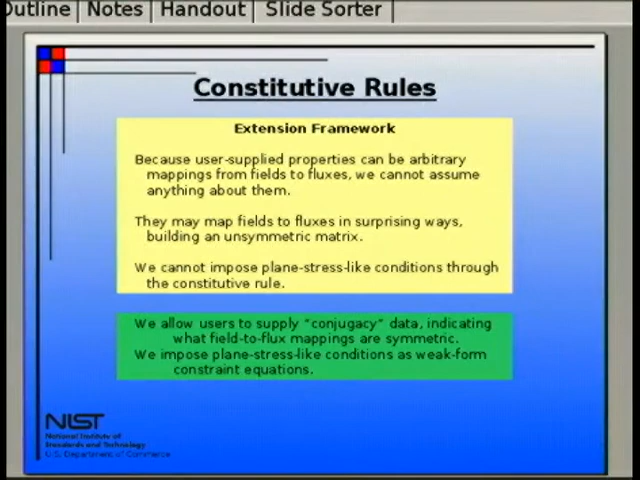 Outline Notes Handout Slide Sorter
Constitutive Rules
Extension Framework
Because user-supplied properties can be arbitrary
mappings from fields to fluxes, we cannot assume
anything about them.
They may map fields to fluxes in surprising ways,
building an unsymmetric matrix.
We cannot impose plane-stress-like conditions through
the constitutive rule.
We allow users to supply "conjugacy" data, indicating
what field-to-flux mappings are symmetric.
We impose plane-stress-like conditions as weak-form
constraint equations.
NIST
National Institute of
Standards and Technology
U.S. Department of Commerce